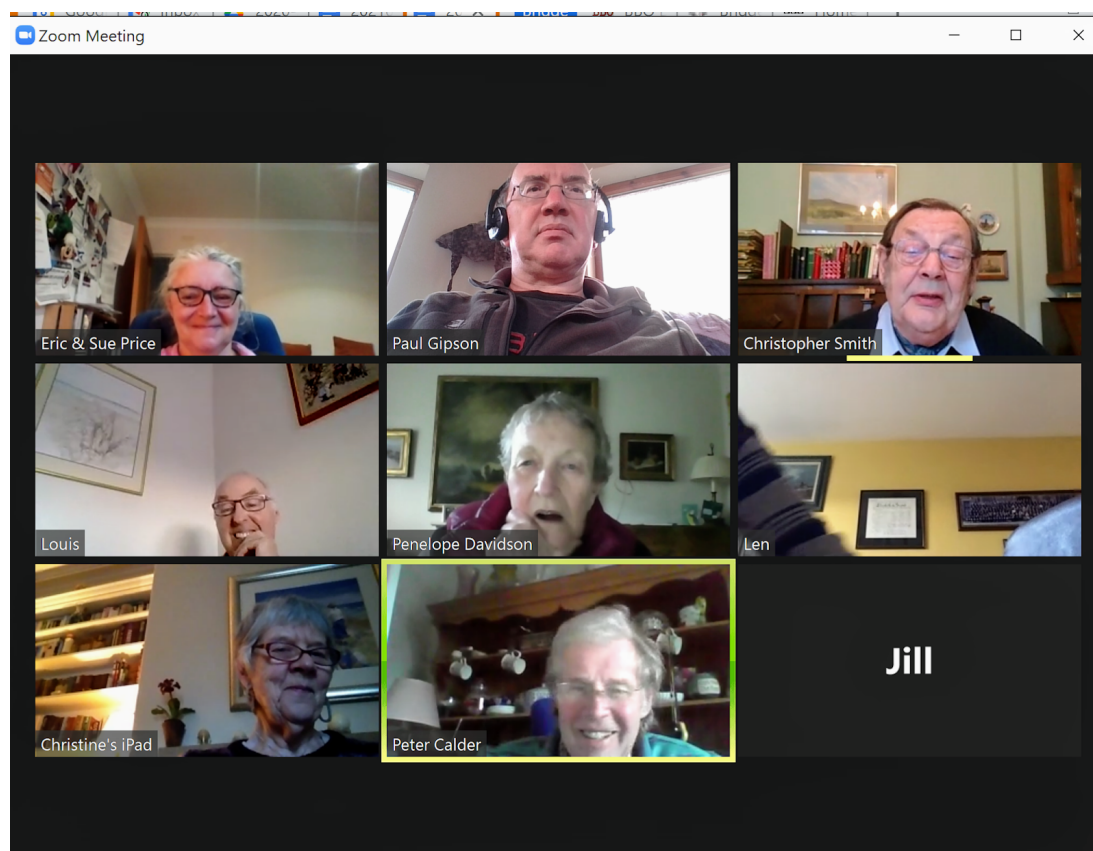 Zoom Meeting
Eric & Sue Price
Paul Gipson
Christopher Smith
Louis
Penelope Davidson
Len
Christine's iPad
Peter Calder
Jill